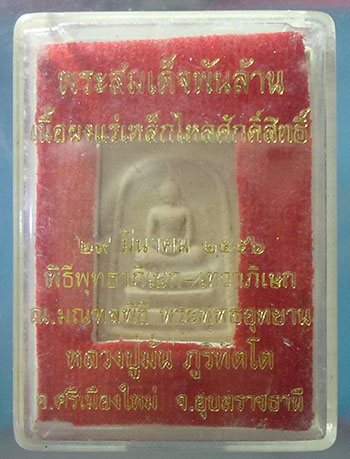 พระสมเด็จพันล้าน
เนื้อผงแร่เหล็กไหลศักดิ์สิทธิ์
๒๙ มีนาคม ๒๕๕๖
พิธีพุทธาภิเษก-เทวาภิเษก
ณ.มณฑลพิธี พระพุทธอุทยาน
หลวงปู่มั่น ภูริทัตโต
อ.ศรีเมืองใหม่ จ.อุบลราชธานี